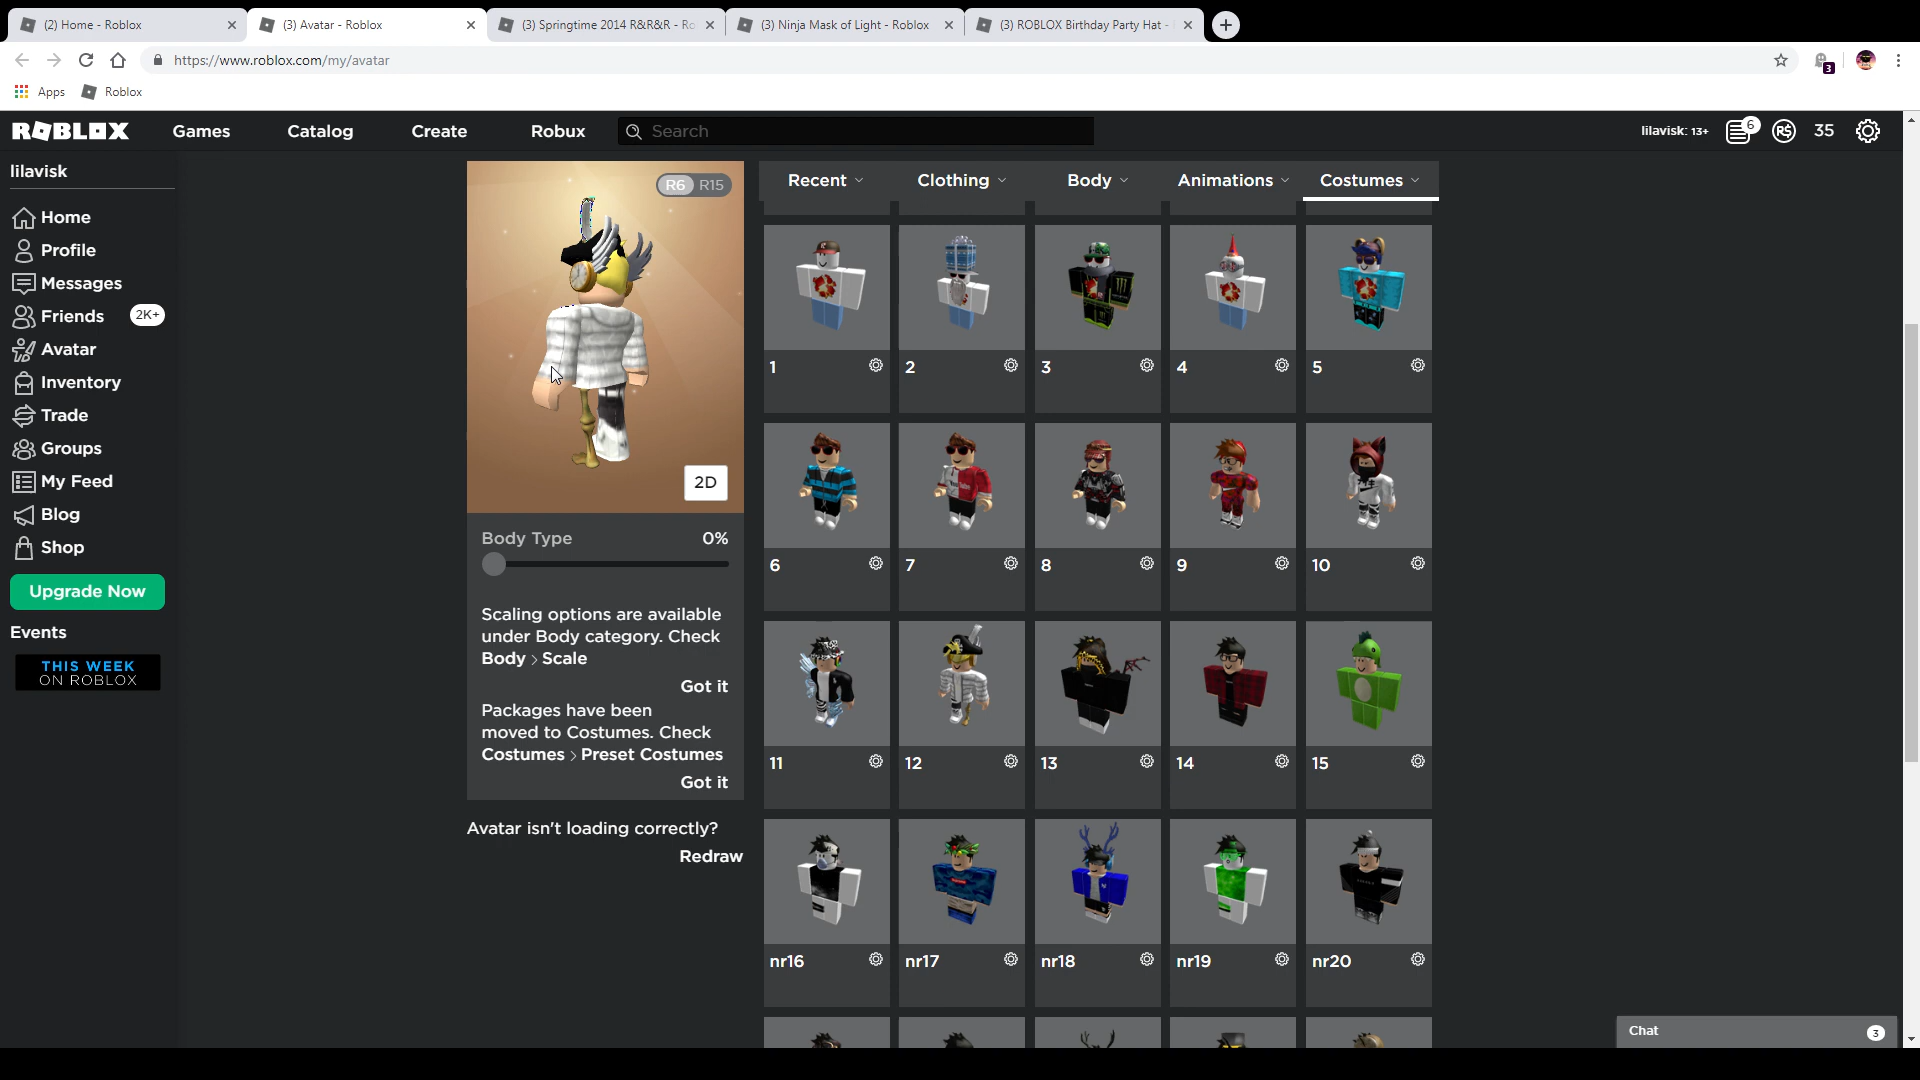 (2) Home - Roblox
(3) Avatar - Roblox
(3) Springtime 2014 R&R&R - Ro
(3) Ninja Mask of Light - Roblox
(3) ROBLOX Birthday Party Hat -
https://www.roblox.com/my/avatar
3
Apps
Roblox
ROBLOX
Games
Catalog
Create
Robux
Search
lilavisk: 13+
6
R$
35
lilavisk
Home
Profile
Messages
Friends
2K+
Avatar
Inventory
Trade
Groups
My Feed
Blog
Shop
Upgrade Now
Events
THIS WEEK
ON ROBLOX
R6 R15
2D
Body Type 0%
Scaling options are available
under Body category. Check
Body > Scale
Got it
Packages have been
moved to Costumes. Check
Costumes > Preset Costumes
Got it
Avatar isn't loading correctly?
Redraw
Recent
Clothing
Body
Animations
Costumes
1
2
3
4
5
6
7
8
9
10
11
12
13
14
15
nr16
nr17
nr18
nr19
nr20
Chat
3